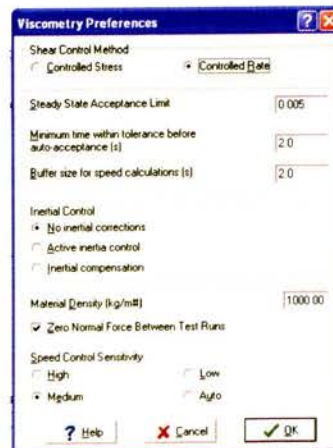 Viscometry Preferences
Shear Control Method
Controlled Stress Controlled Rate
Steady State Acceptance Limit 0.005
Minimum time within tolerance before
auto-acceptance (s) 2.0
Buffer size for speed calculations (s) 2.0
Inertial Control
No inertial corrections
Active inertia control
Inertial compensation
Material Density (kg/m#) 1000.00
Zero Normal Force Between Test Runs
Speed Control Sensitivity
High Low
Medium Auto
? Help Cancel OK